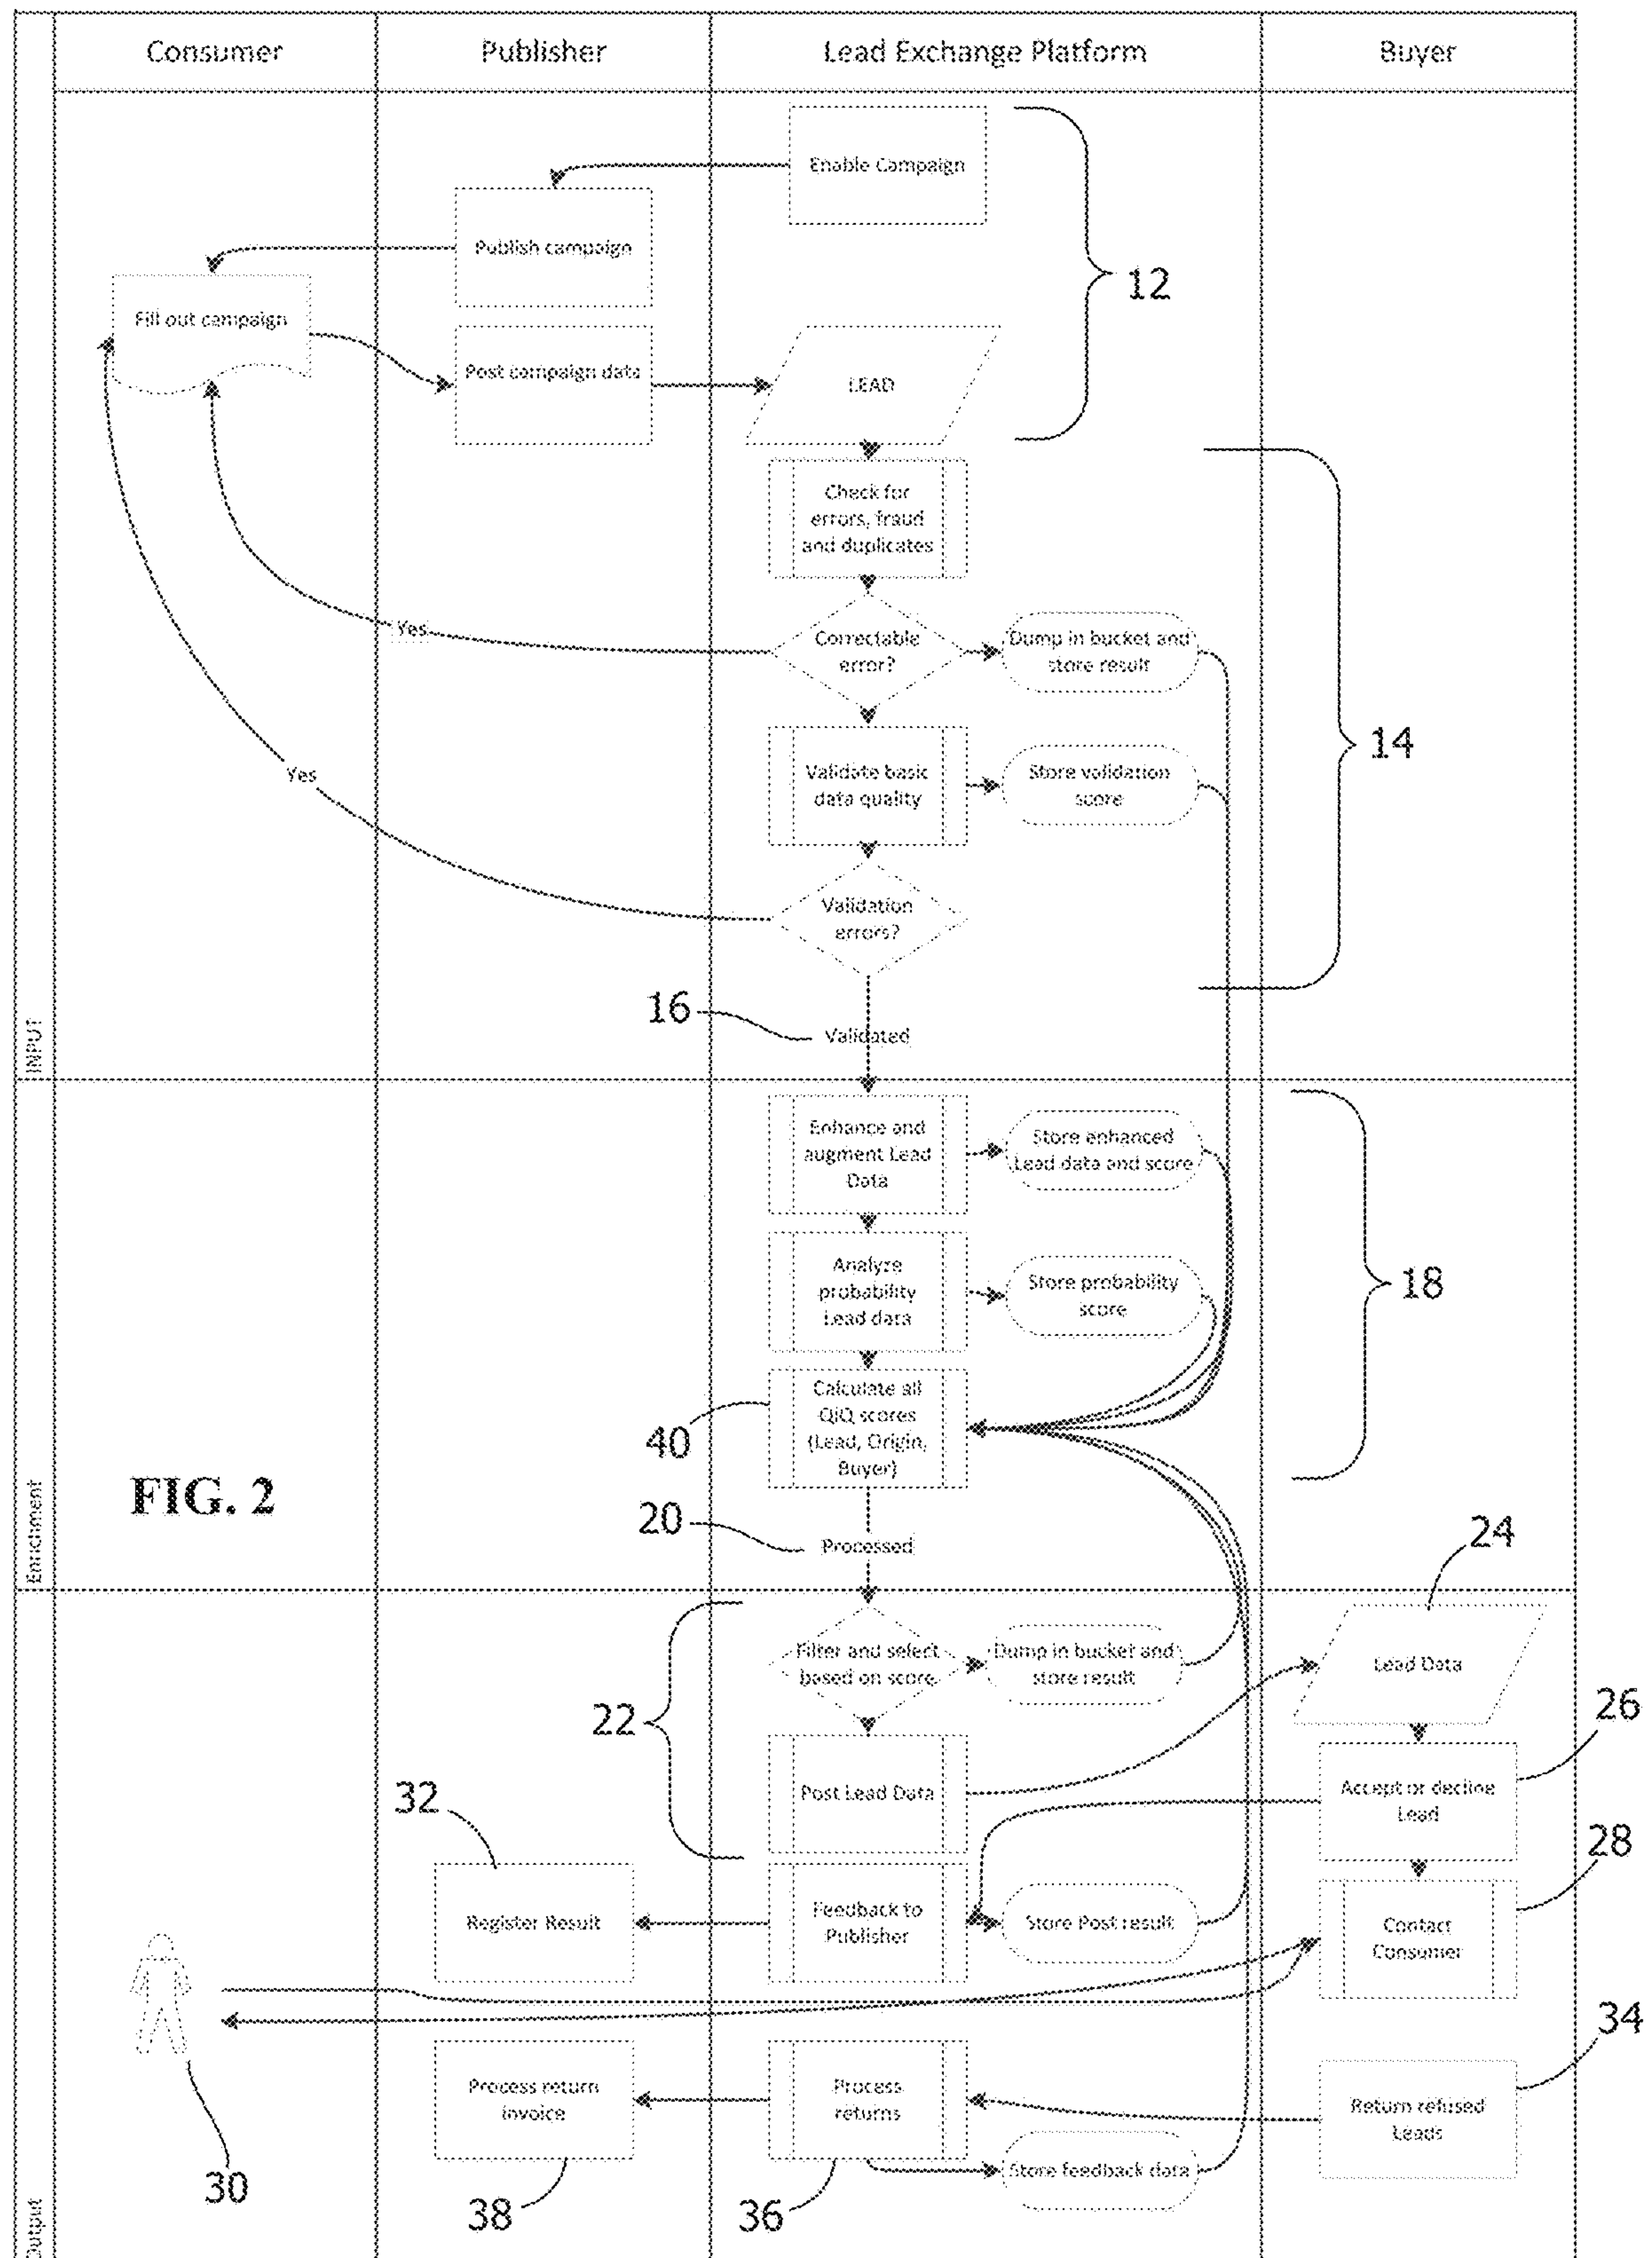 Consumer
Publisher
Lead Exchange Platform
Buyer
Enable Campaign
Publish campaign
12
Fill out campaign
Post campaign data
LEAD
Check for
errors, fraud
and duplicates
Yes
Correctable
error?
Dump in bucket and
store result
14
Yes
Validate basic
data quality
Store validation
score
Validation
errors?
16
Validated
INPUT
Enhance and
augment Lead
Data
Store enhanced
Lead data and score
Analyze
probability
Lead data
Store probability
score
18
Calculate all
QiQ scores
(Lead, Origin,
Buyer)
40
FIG. 2
20
Processed
24
Enrichment
Filter and select
based on score
Dump in bucket and
store result
Lead Data
22
26
Post Lead Data
Accept or decline
Lead
32
28
Register Result
Feedback to
Publisher
Store Post result
Contact
Consumer
34
Process return
invoice
Process
returns
Return refused
Leads
Store feedback data
30
38
36
Output